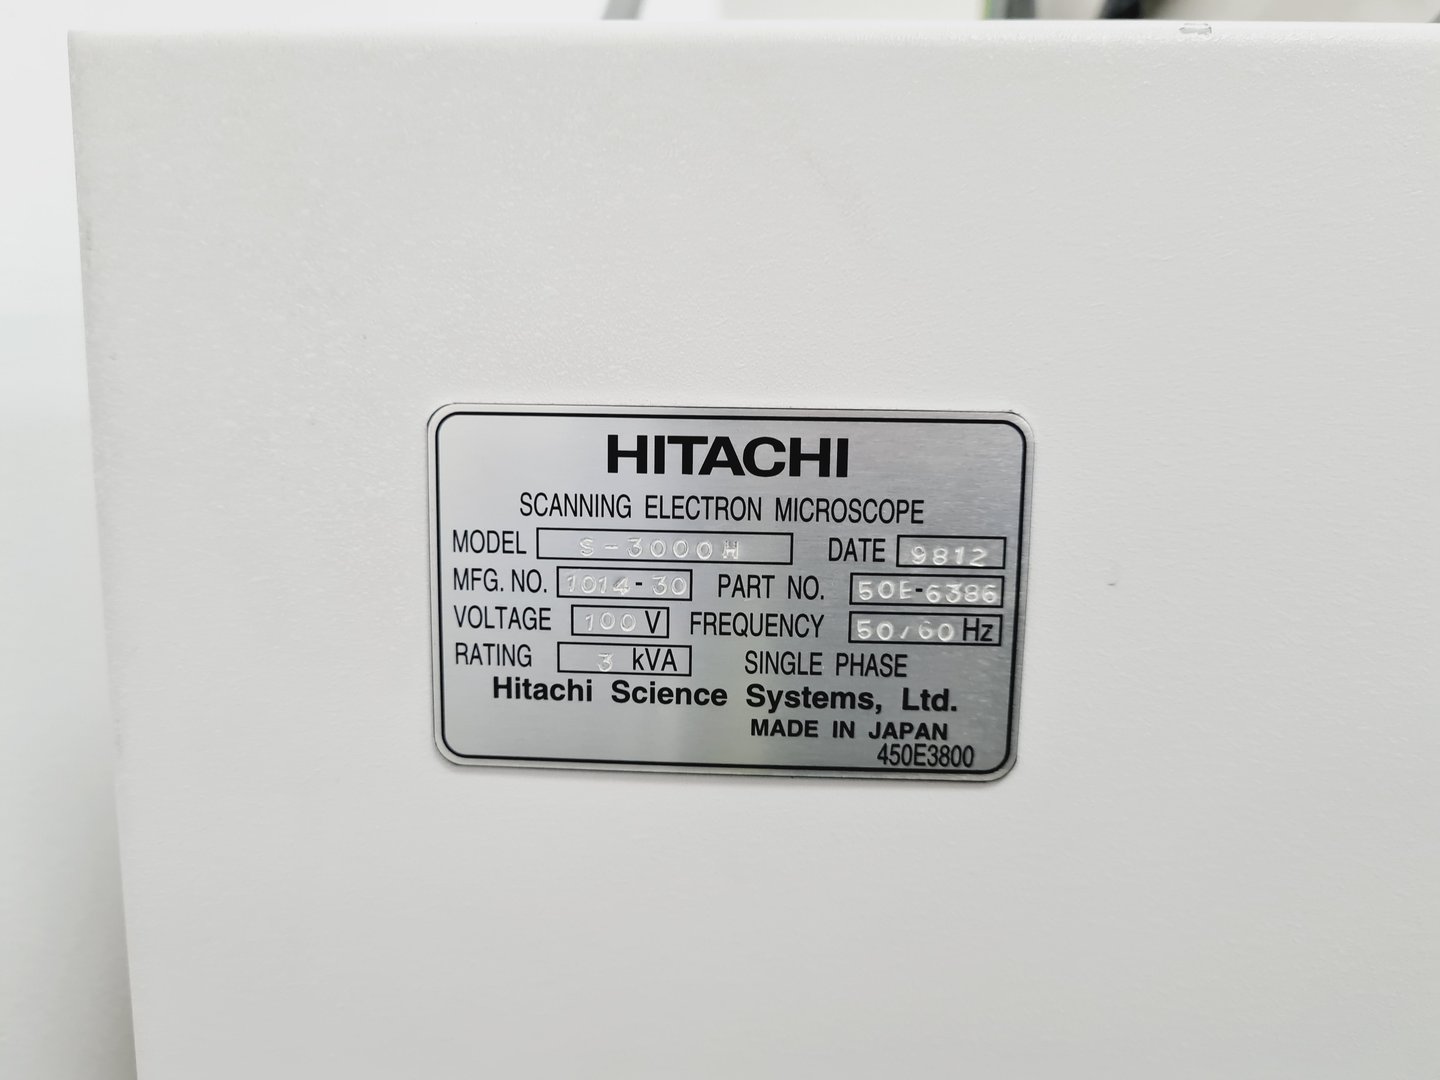 HITACHI
SCANNING ELECTRON MICROSCOPE
MODEL S-3000H DATE 9812
MFG. NO. 1014-30 PART NO. 50E-6386
VOLTAGE 100 V FREQUENCY 50/60 Hz
RATING 3 kVA SINGLE PHASE
Hitachi Science Systems, Ltd.
MADE IN JAPAN
450E3800